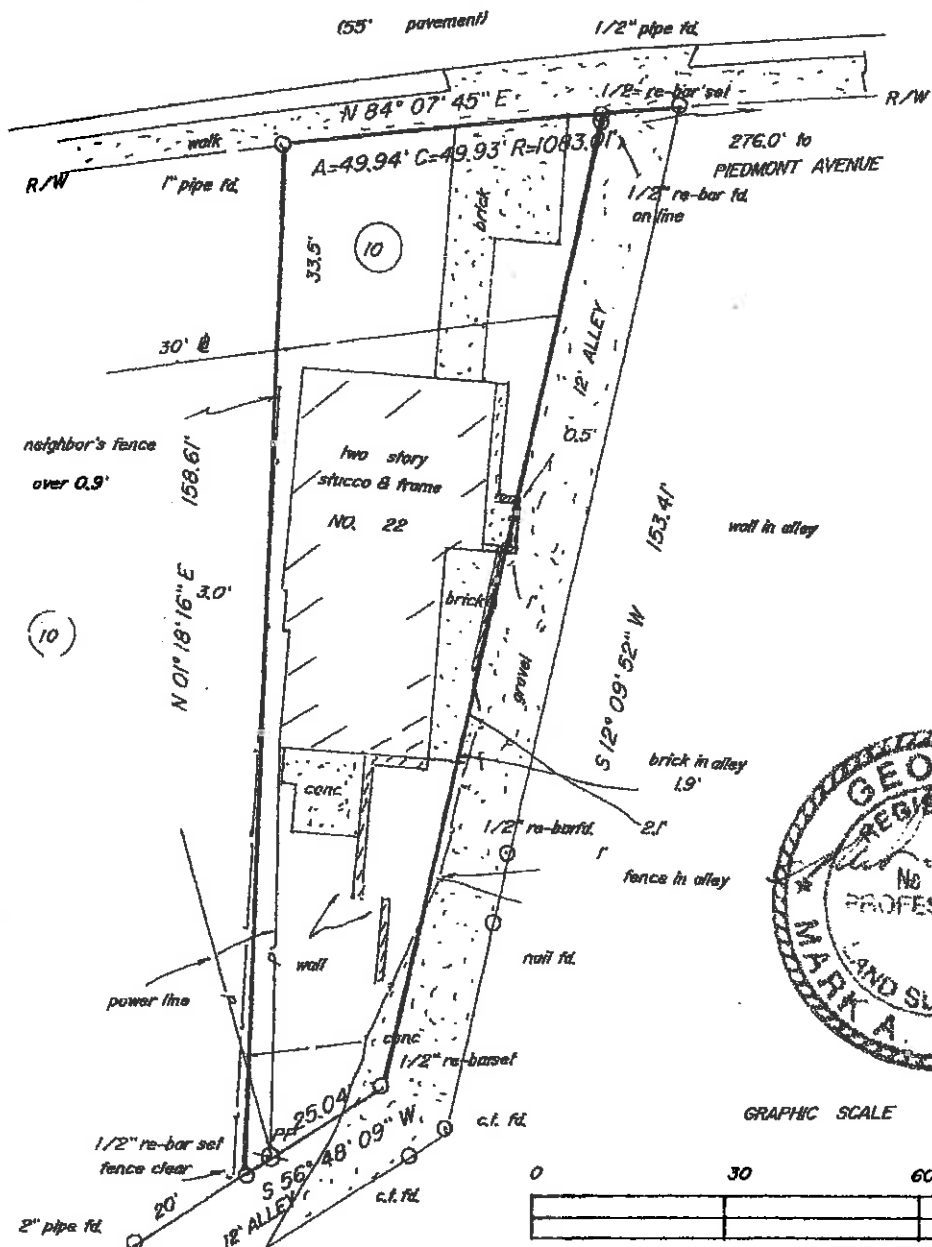 (55' pavement)
1/2" pipe fd.
N 84° 07' 45" E
1/2" re-bar set
R/W
walk
A=49.94' C=49.93' R=1083.01'
276.0' to
PIEDMONT AVENUE
R/W
1" pipe fd.
1/2" re-bar fd.
on line
brick
33.5'
10
12' ALLEY
30'
0.5'
neighbor's fence
over 0.9'
158.61'
two story
stucco & frame
NO. 22
153.41'
wall in alley
N 01° 18' 16" E
3.0'
10
brick
1'
gravel
S 12° 09' 52" W
brick in alley
1.9'
conc.
1/2" re-bar fd.
2.1'
1'
fence in alley
wall
nail fd.
power line
conc
1/2" re-bar set
PP
25.04'
c.t. fd.
1/2" re-bar set
fence clear
S 56° 48' 09" W
20'
12' ALLEY
c.t. fd.
2" pipe fd.
GEO
REGIS
No
PROFES
LAND SU
MARK A.
GRAPHIC SCALE
0 30 60